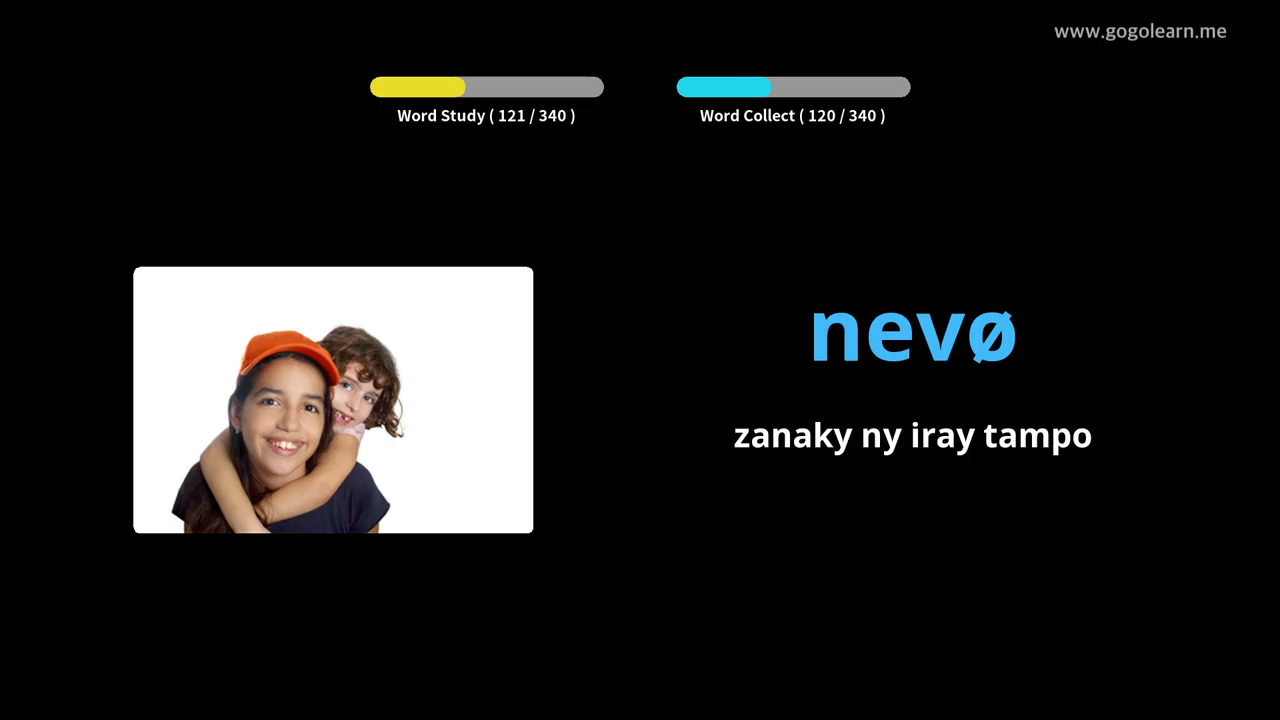 www.gogolearn.me
Word Study ( 121 / 340 )
Word Collect ( 120 / 340 )
nevø
zanaky ny iray tampo